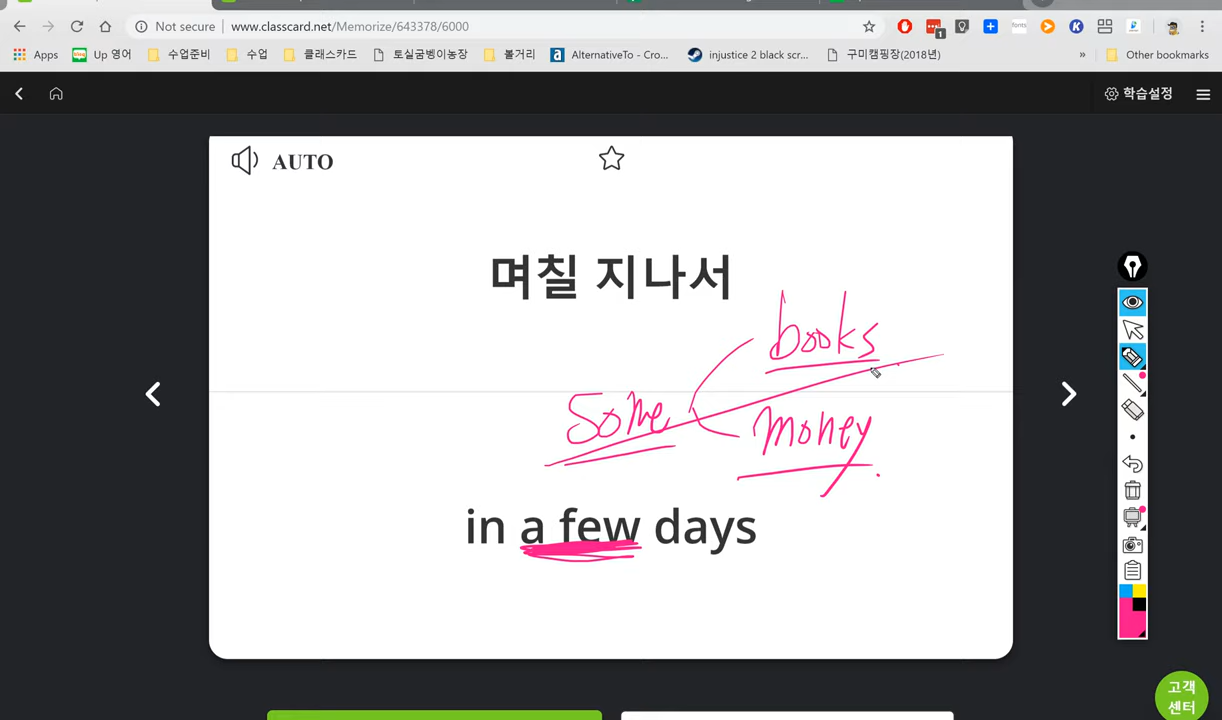 Not secure www.classcard.net/Memorize/643378/6000
Apps Up 영어 수업준비 수업 클래스카드 토실굼벵이농장 볼거리 AlternativeTo - Cro... injustice 2 black scr... 구미캠핑장(2018년) » Other bookmarks
학습설정
AUTO
며칠 지나서
books
some
money
in a few days
고객
센터